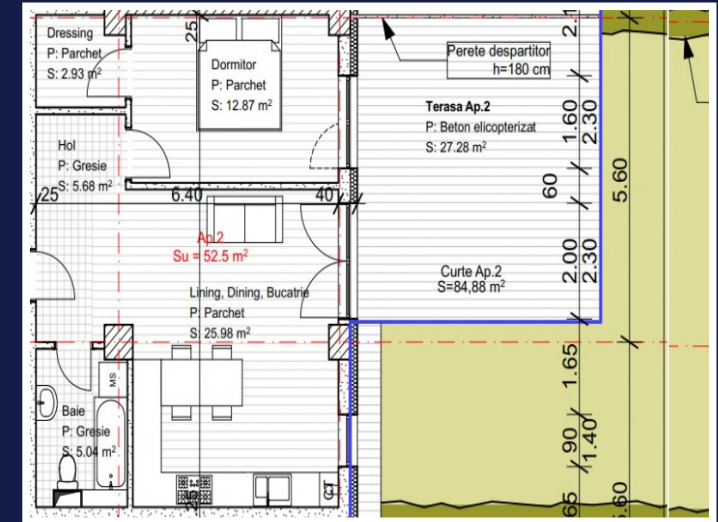 Dressing
P: Parchet
S: 2.93 m²
25
Dormitor
P: Parchet
S: 12.87 m²
Perete despartitor
h=180 cm
Terasa Ap.2
P: Beton elicopterizat
S: 27.28 m²
1.60
2.30
60
5.60
Hol
P: Gresie
S: 5.68 m²
25
6.40
40
Ap.2
Su = 52.5 m²
Lining, Dining, Bucatrie
P: Parchet
S: 25.98 m²
Curte Ap.2
S=84,88 m²
2.00
2.30
MS
Baie
P: Gresie
S: 5.04 m²
1.65
90
1.40
CT